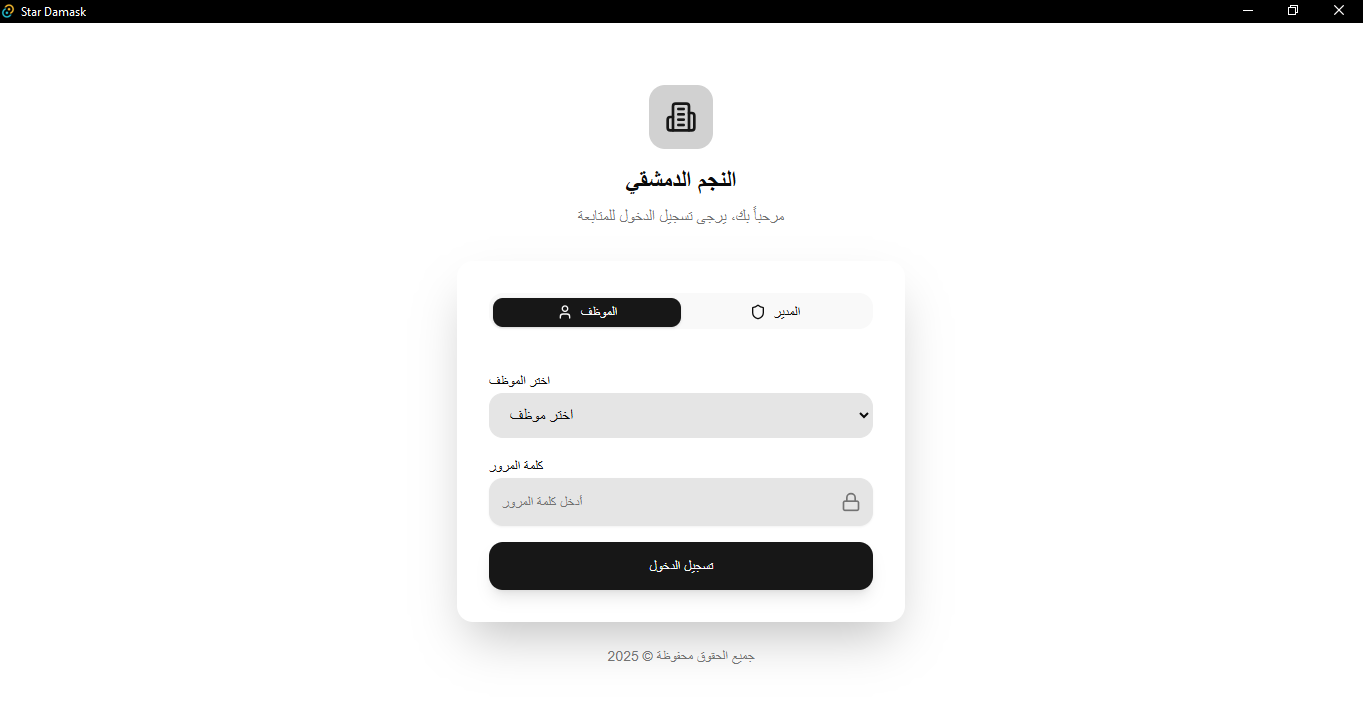 Star Damask
النجم الدمشقي
مرحباً بك، يرجى تسجيل الدخول للمتابعة
المدير
الموظف
اختر الموظف
اختر موظف
كلمة المرور
أدخل كلمة المرور
تسجيل الدخول
جميع الحقوق محفوظة © 2025